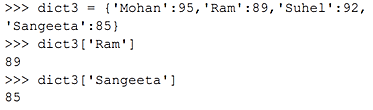 >>> dict3 = {'Mohan':95,'Ram':89,'Suhel':92,
'Sangeeta':85}
>>> dict3['Ram']
89
>>> dict3['Sangeeta']
85